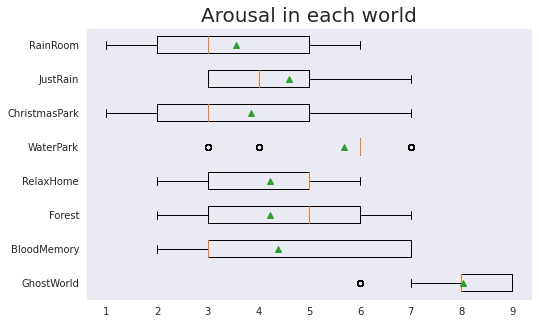 Arousal in each world
RainRoom
JustRain
ChristmasPark
WaterPark
RelaxHome
Forest
BloodMemory
GhostWorld
1 2 3 4 5 6 7 8 9